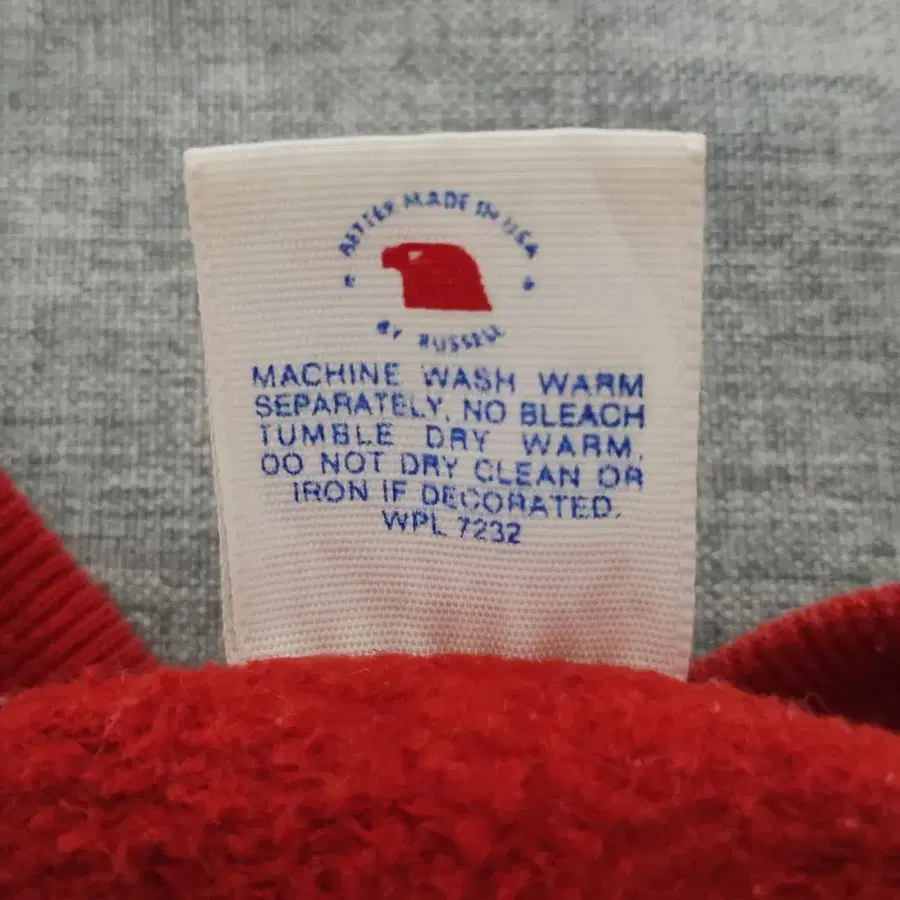 BETTER MADE IN USA
BY RUSSELL
MACHINE WASH WARM
SEPARATELY. NO BLEACH
TUMBLE DRY WARM.
DO NOT DRY CLEAN OR
IRON IF DECORATED.
WPL 7232